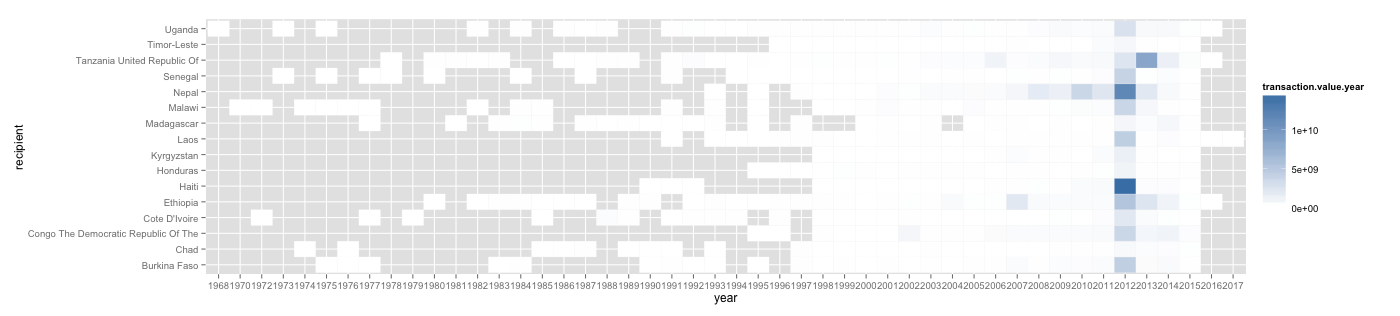 Uganda
Timor-Leste
Tanzania United Republic Of
Senegal
Nepal
Malawi
Madagascar
Laos
Kyrgyzstan
Honduras
Haiti
Ethiopia
Cote D'Ivoire
Congo The Democratic Republic Of The
Chad
Burkina Faso
recipient
1968 1970 1972 1973 1974 1975 1976 1977 1978 1979 1980 1981 1982 1983 1984 1985 1986 1987 1988 1989 1990 1991 1992 1993 1994 1995 1996 1997 1998 1999 2000 2001 2002 2003 2004 2005 2006 2007 2008 2009 2010 2011 2012 2013 2014 2015 2016 2017
year
transaction.value.year
1e+10
5e+09
0e+00